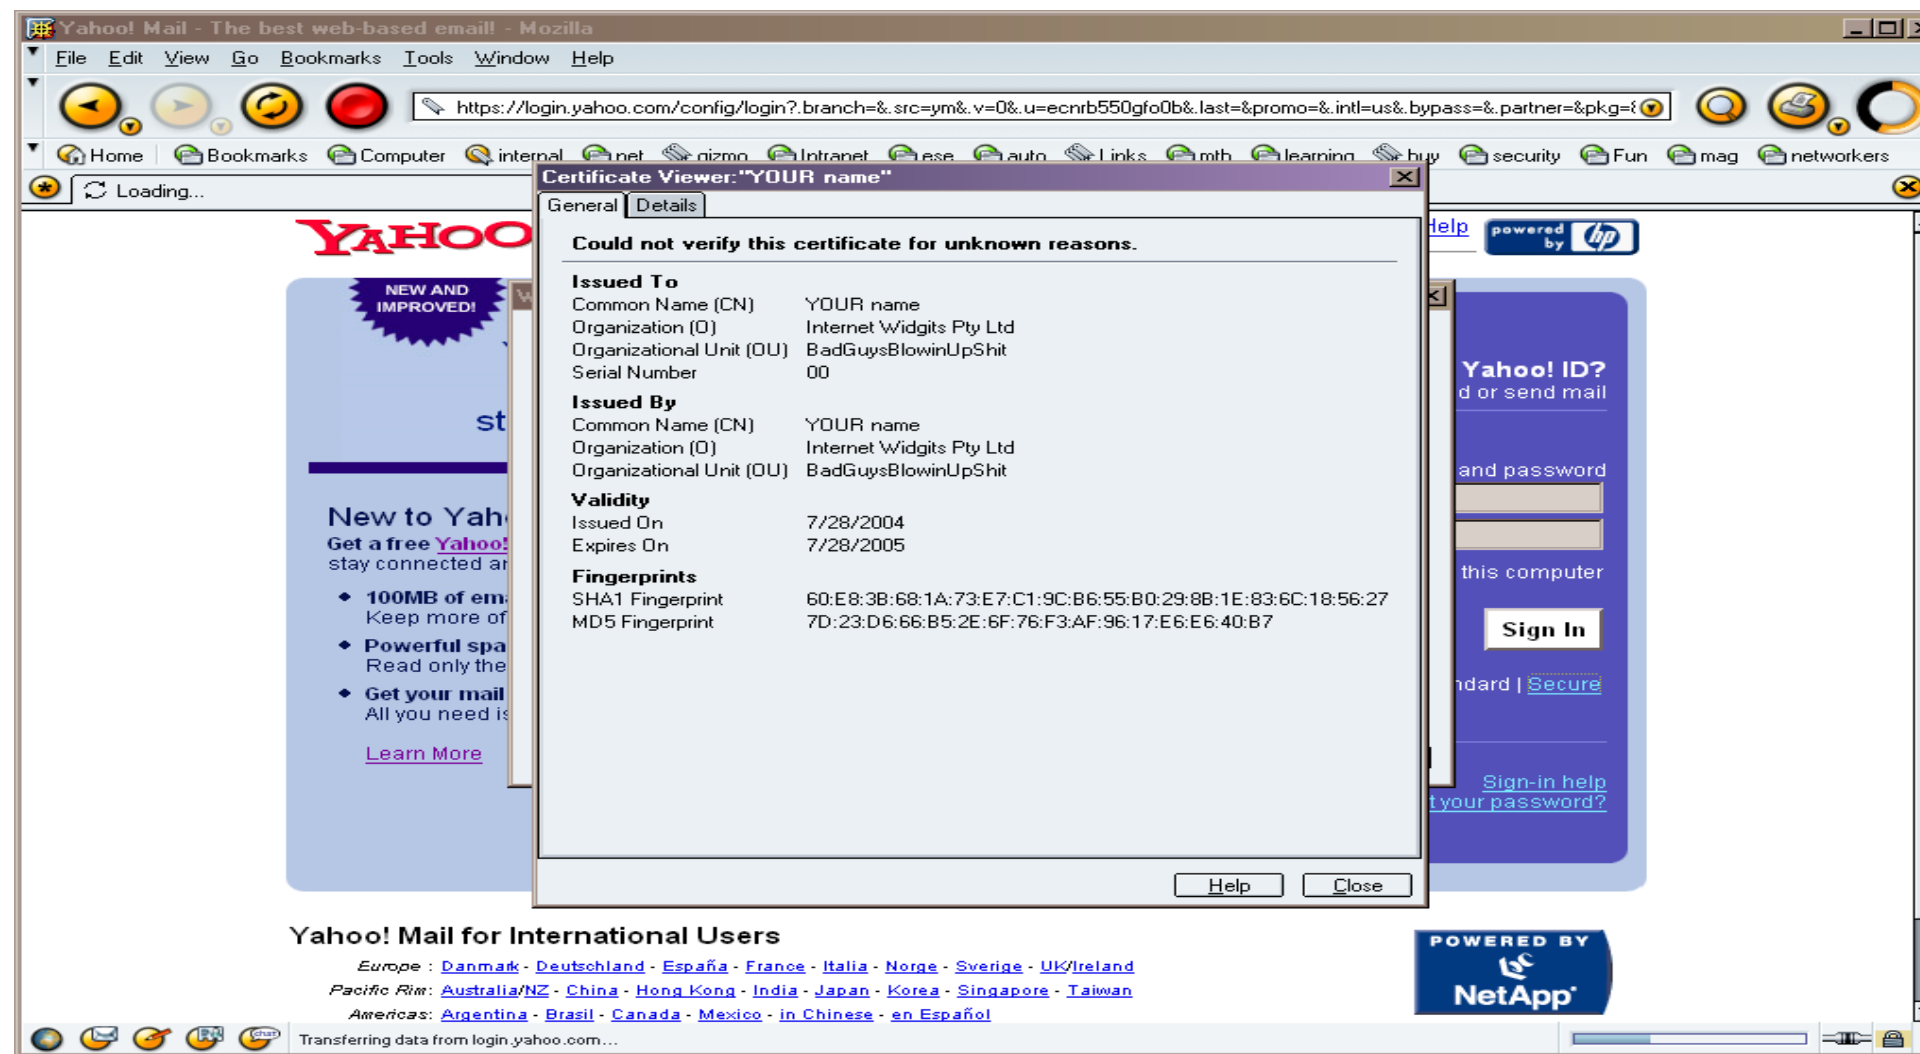 Yahoo! Mail - The best web-based email! - Mozilla
File Edit View Go Bookmarks Tools Window Help
https://login.yahoo.com/config/login?.branch=&.src=ym&.v=0&.u=ecnrb550gfo0b&.last=&promo=&.intl=us&.bypass=&.partner=&pkg=
Home Bookmarks Computer internal net gizmo Intranet ese auto Links mth learning buy security Fun mag networkers
Loading...
Certificate Viewer:"YOUR name"
General Details
Could not verify this certificate for unknown reasons.
Issued To
Common Name (CN) YOUR name
Organization (O) Internet Widgits Pty Ltd
Organizational Unit (OU) BadGuysBlowinUpShit
Serial Number 00
Issued By
Common Name (CN) YOUR name
Organization (O) Internet Widgits Pty Ltd
Organizational Unit (OU) BadGuysBlowinUpShit
Validity
Issued On 7/28/2004
Expires On 7/28/2005
Fingerprints
SHA1 Fingerprint 60:E8:3B:68:1A:73:E7:C1:9C:B6:55:B0:29:8B:1E:83:6C:18:56:27
MD5 Fingerprint 7D:23:D6:66:B5:2E:6F:76:F3:AF:96:17:E6:E6:40:B7
Help Close
YAHOO
Help
powered by hp
NEW AND IMPROVED!
st
New to Yah
Get a free Yahoo!
stay connected ar
100MB of ema
Keep more of
Powerful spa
Read only the
Get your mail
All you need is
Learn More
Yahoo! ID?
d or send mail
and password
this computer
Sign In
ndard | Secure
Sign-in help
t your password?
Yahoo! Mail for International Users
Europe : Danmark - Deutschland - España - France - Italia - Norge - Sverige - UK/Ireland
Pacific Rim: Australia/NZ - China - Hong Kong - India - Japan - Korea - Singapore - Taiwan
Americas: Argentina - Brasil - Canada - Mexico - in Chinese - en Español
POWERED BY
NetApp
Transferring data from login.yahoo.com...